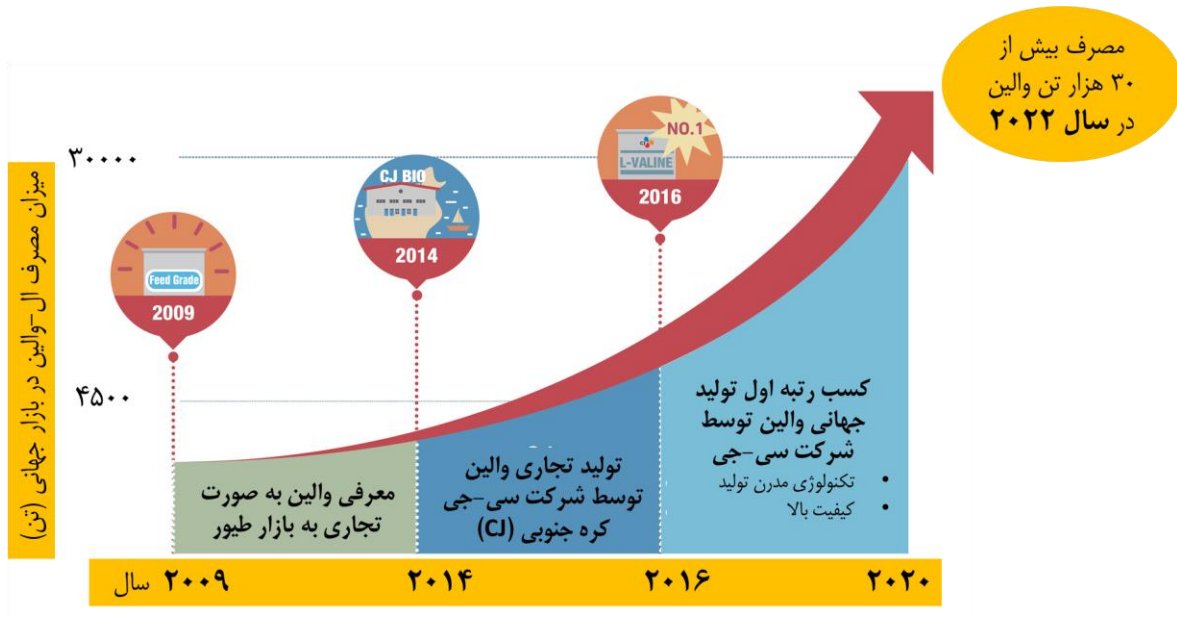 مصرف بیش از
۳۰ هزار تن والین
در سال ۲۰۲۲
میزان مصرف ال-والین در بازار جهانی (تن)
۳۰۰۰۰
۴۵۰۰
Feed Grade
2009
CJ BIO
2014
NO.1
CJ
L-VALINE
2016
معرفی والین به صورت
تجاری به بازار طیور
تولید تجاری والین
توسط شرکت سی-جی
کره جنوبی (CJ)
کسب رتبه اول تولید
جهانی والین توسط
شرکت سی-جی
• تکنولوژی مدرن تولید
• کیفیت بالا
سال ۲۰۰۹ ۲۰۱۴ ۲۰۱۶ ۲۰۲۰